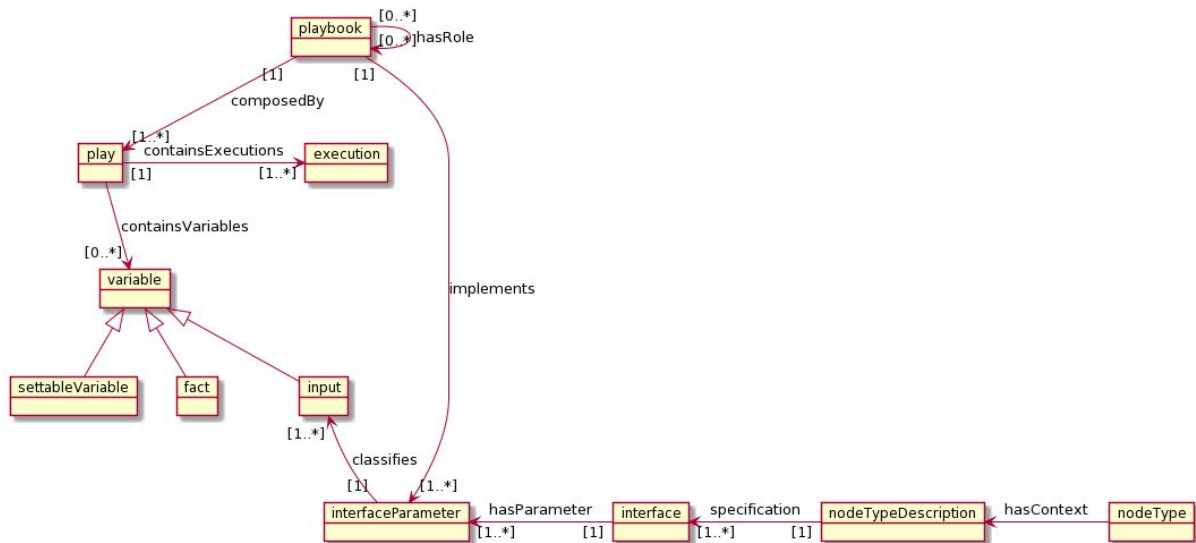 [0..*]
playbook
[0..*]
hasRole
[1]
[1]
composedBy
[1..*]
play
containsExecutions
execution
[1]
[1..*]
containsVariables
[0..*]
variable
implements
settableVariable
fact
input
[1..*]
classifies
[1]
[1..*]
interfaceParameter
hasParameter
interface
specification
nodeTypeDescription
hasContext
nodeType
[1..*]
[1]
[1..*]
[1]